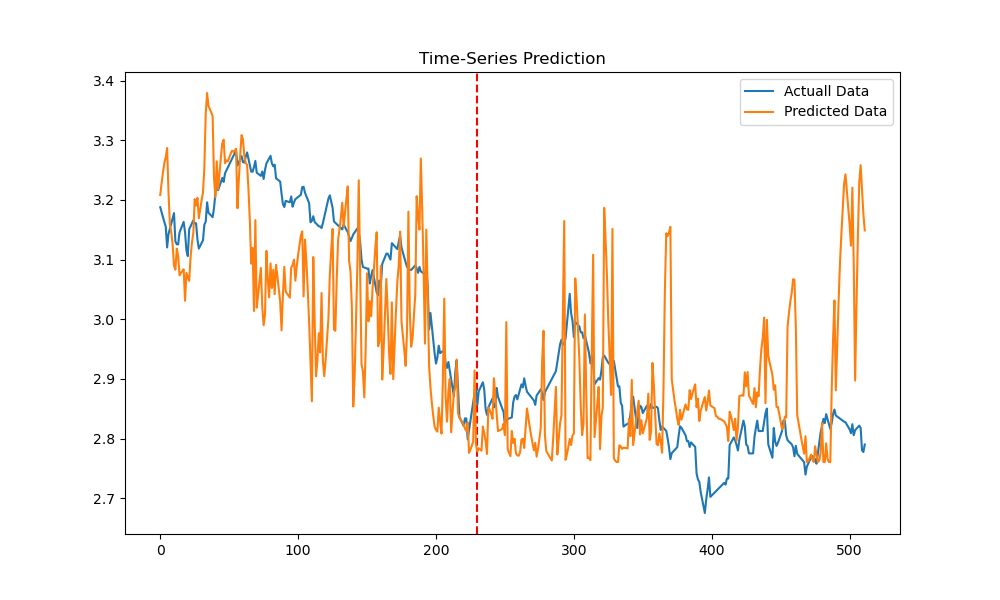 Time-Series Prediction
Actuall Data
Predicted Data
3.4
3.3
3.2
3.1
3.0
2.9
2.8
2.7
0 100 200 300 400 500